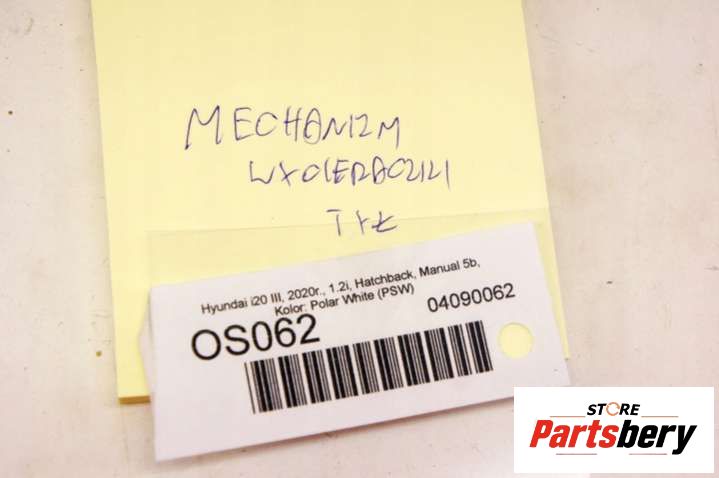 MECHANIZM
WYCIERACZKI
TYŁ
Hyundai i20 III, 2020r., 1.2i, Hatchback, Manual 5b,
Kolor: Polar White (PSW)
OS062
04090062
STORE
Partsbery